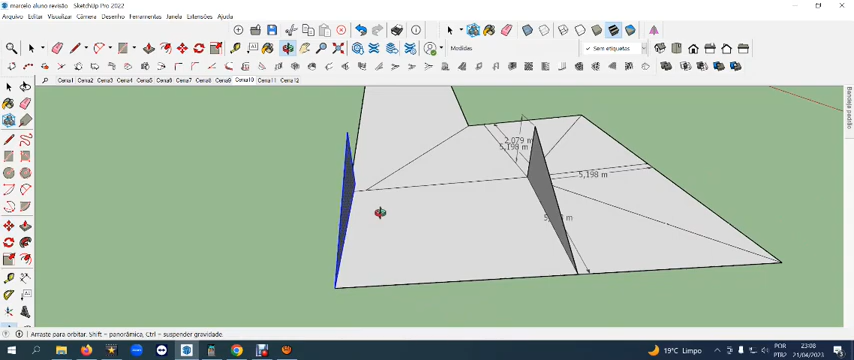 marcelo aluno revisão - SketchUp Pro 2022
Arquivo Editar Visualizar Câmera Desenho Ferramentas Janela Extensões Ajuda
Medidas
Sem etiquetas
Cena1 Cena2 Cena3 Cena4 Cena5 Cena6 Cena7 Cena8 Cena9 Cena10 Cena11 Cena12
Bandeja padrão
2,079 m
5,198 m
5,198 m
Arraste para orbitar. Shift = panorâmica, Ctrl = suspender gravidade.
19°C Limpo
POR
PTB2
23:08
21/04/2023